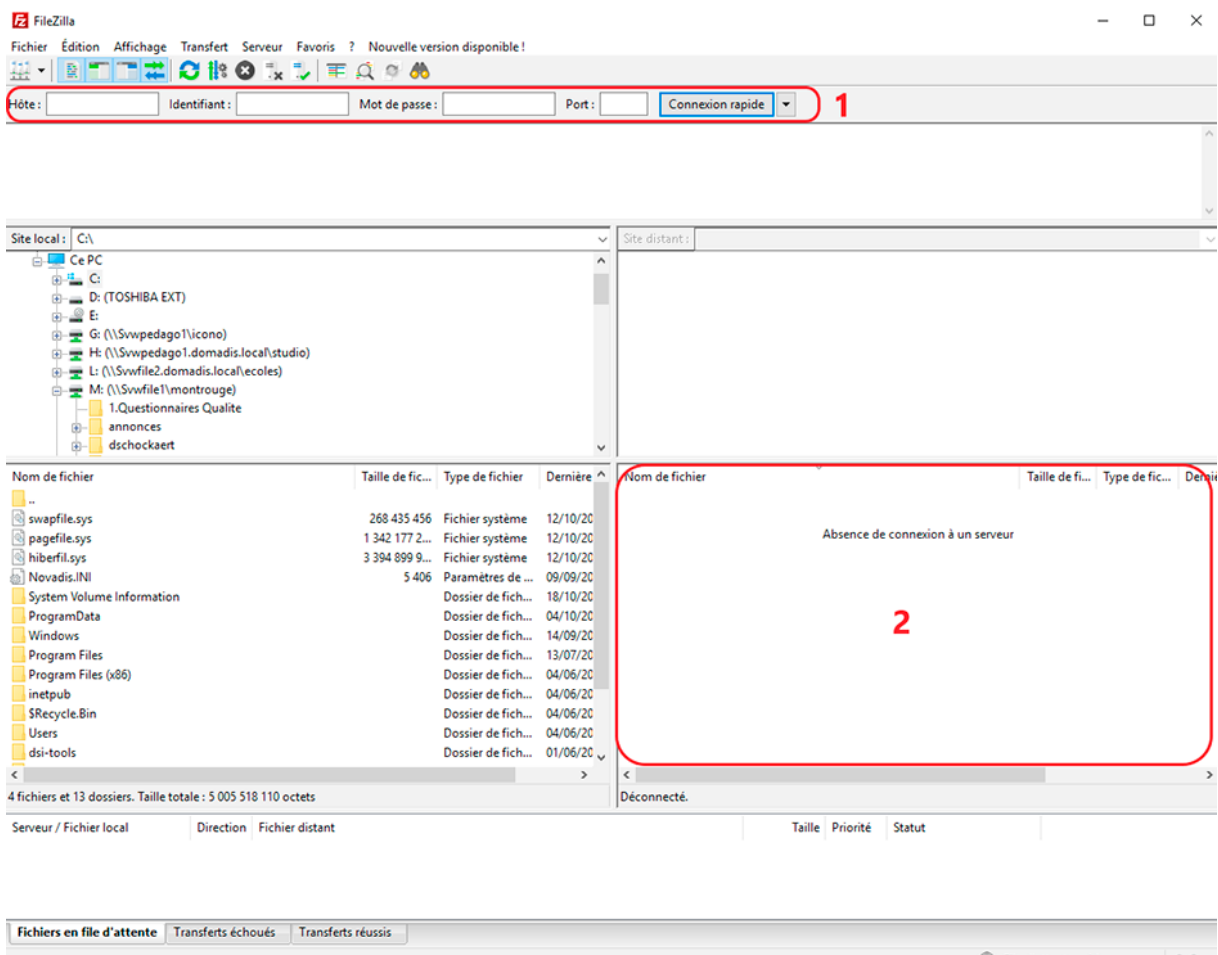 FileZilla
Fichier Édition Affichage Transfert Serveur Favoris ? Nouvelle version disponible !
Hôte : Identifiant : Mot de passe : Port : Connexion rapide 1
Site local : C:\
Site distant :
Ce PC
C:
D: (TOSHIBA EXT)
E:
G: (\\Svwpedago1\icono)
H: (\\Svwpedago1.domadis.local\studio)
L: (\\Svwfile2.domadis.local\ecoles)
M: (\\Svwfile1\montrouge)
1.Questionnaires Qualite
annonces
dschockaert
Nom de fichier Taille de fic... Type de fichier Dernière
..
swapfile.sys 268 435 456 Fichier système 12/10/20
pagefile.sys 1 342 177 2... Fichier système 12/10/20
hiberfil.sys 3 394 899 9... Fichier système 12/10/20
Novadis.INI 5 406 Paramètres de ... 09/09/20
System Volume Information Dossier de fich... 18/10/20
ProgramData Dossier de fich... 04/10/20
Windows Dossier de fich... 14/09/20
Program Files Dossier de fich... 13/07/20
Program Files (x86) Dossier de fich... 04/06/20
inetpub Dossier de fich... 04/06/20
$Recycle.Bin Dossier de fich... 04/06/20
Users Dossier de fich... 04/06/20
dsi-tools Dossier de fich... 01/06/20
4 fichiers et 13 dossiers. Taille totale : 5 005 518 110 octets
Nom de fichier Taille de fi... Type de fic... Derniè
Absence de connexion à un serveur
2
Déconnecté.
Serveur / Fichier local Direction Fichier distant Taille Priorité Statut
Fichiers en file d'attente Transferts échoués Transferts réussis